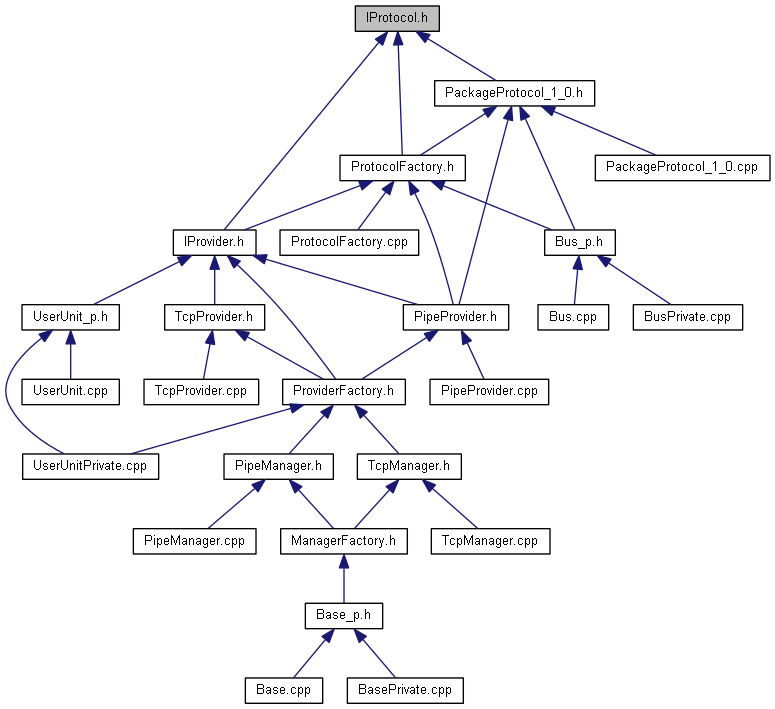 IProtocol.h
PackageProtocol_1_0.h
ProtocolFactory.h
PackageProtocol_1_0.cpp
IProvider.h
ProtocolFactory.cpp
Bus_p.h
UserUnit_p.h
TcpProvider.h
PipeProvider.h
Bus.cpp
BusPrivate.cpp
UserUnit.cpp
TcpProvider.cpp
ProviderFactory.h
PipeProvider.cpp
UserUnitPrivate.cpp
PipeManager.h
TcpManager.h
PipeManager.cpp
ManagerFactory.h
TcpManager.cpp
Base_p.h
Base.cpp
BasePrivate.cpp